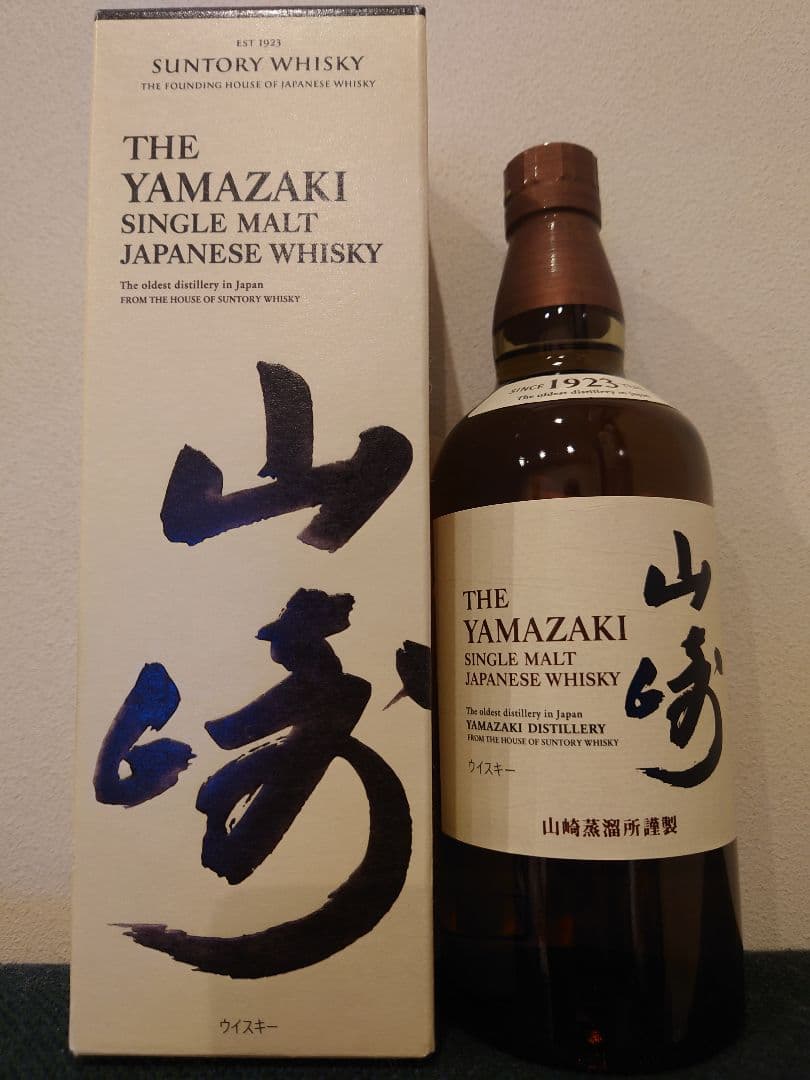 EST 1923
SUNTORY WHISKY
THE FOUNDING HOUSE OF JAPANESE WHISKY
THE
YAMAZAKI
SINGLE MALT
JAPANESE WHISKY
The oldest distillery in Japan
FROM THE HOUSE OF SUNTORY WHISKY
山崎
ウイスキー
SINCE 1923
The oldest distillery in Japan
THE
YAMAZAKI
SINGLE MALT
JAPANESE WHISKY
The oldest distillery in Japan
YAMAZAKI DISTILLERY
FROM THE HOUSE OF SUNTORY WHISKY
ウイスキー
山崎
山崎蒸溜所謹製